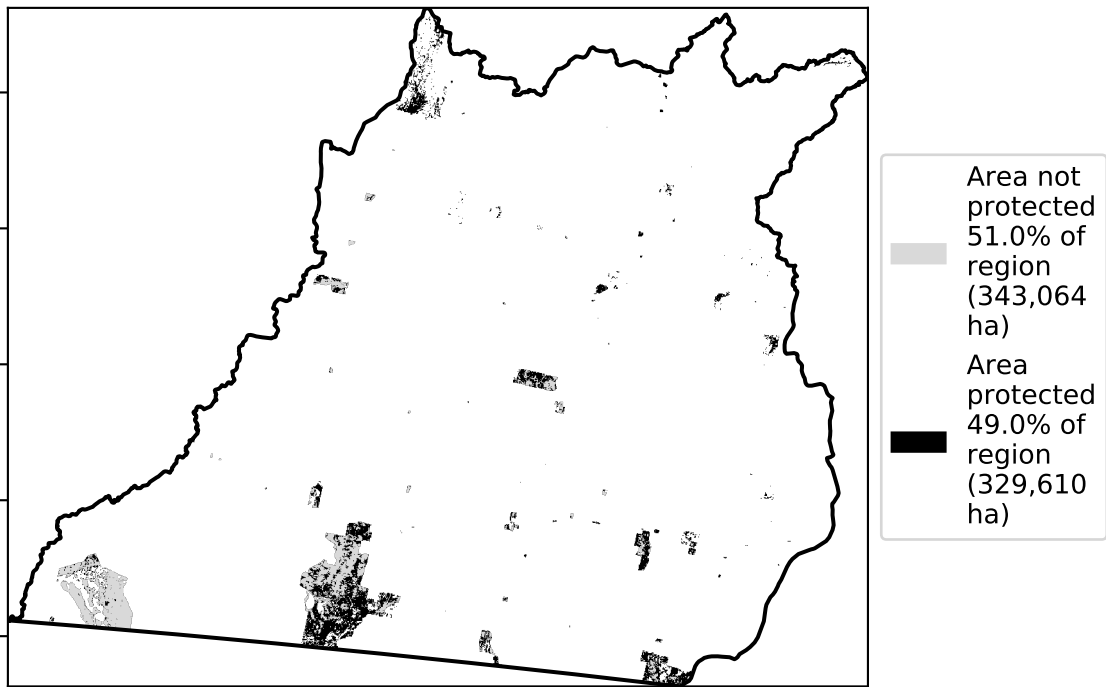 Area not
protected
51.0% of
region
(343,064
ha)
Area
protected
49.0% of
region
(329,610
ha)